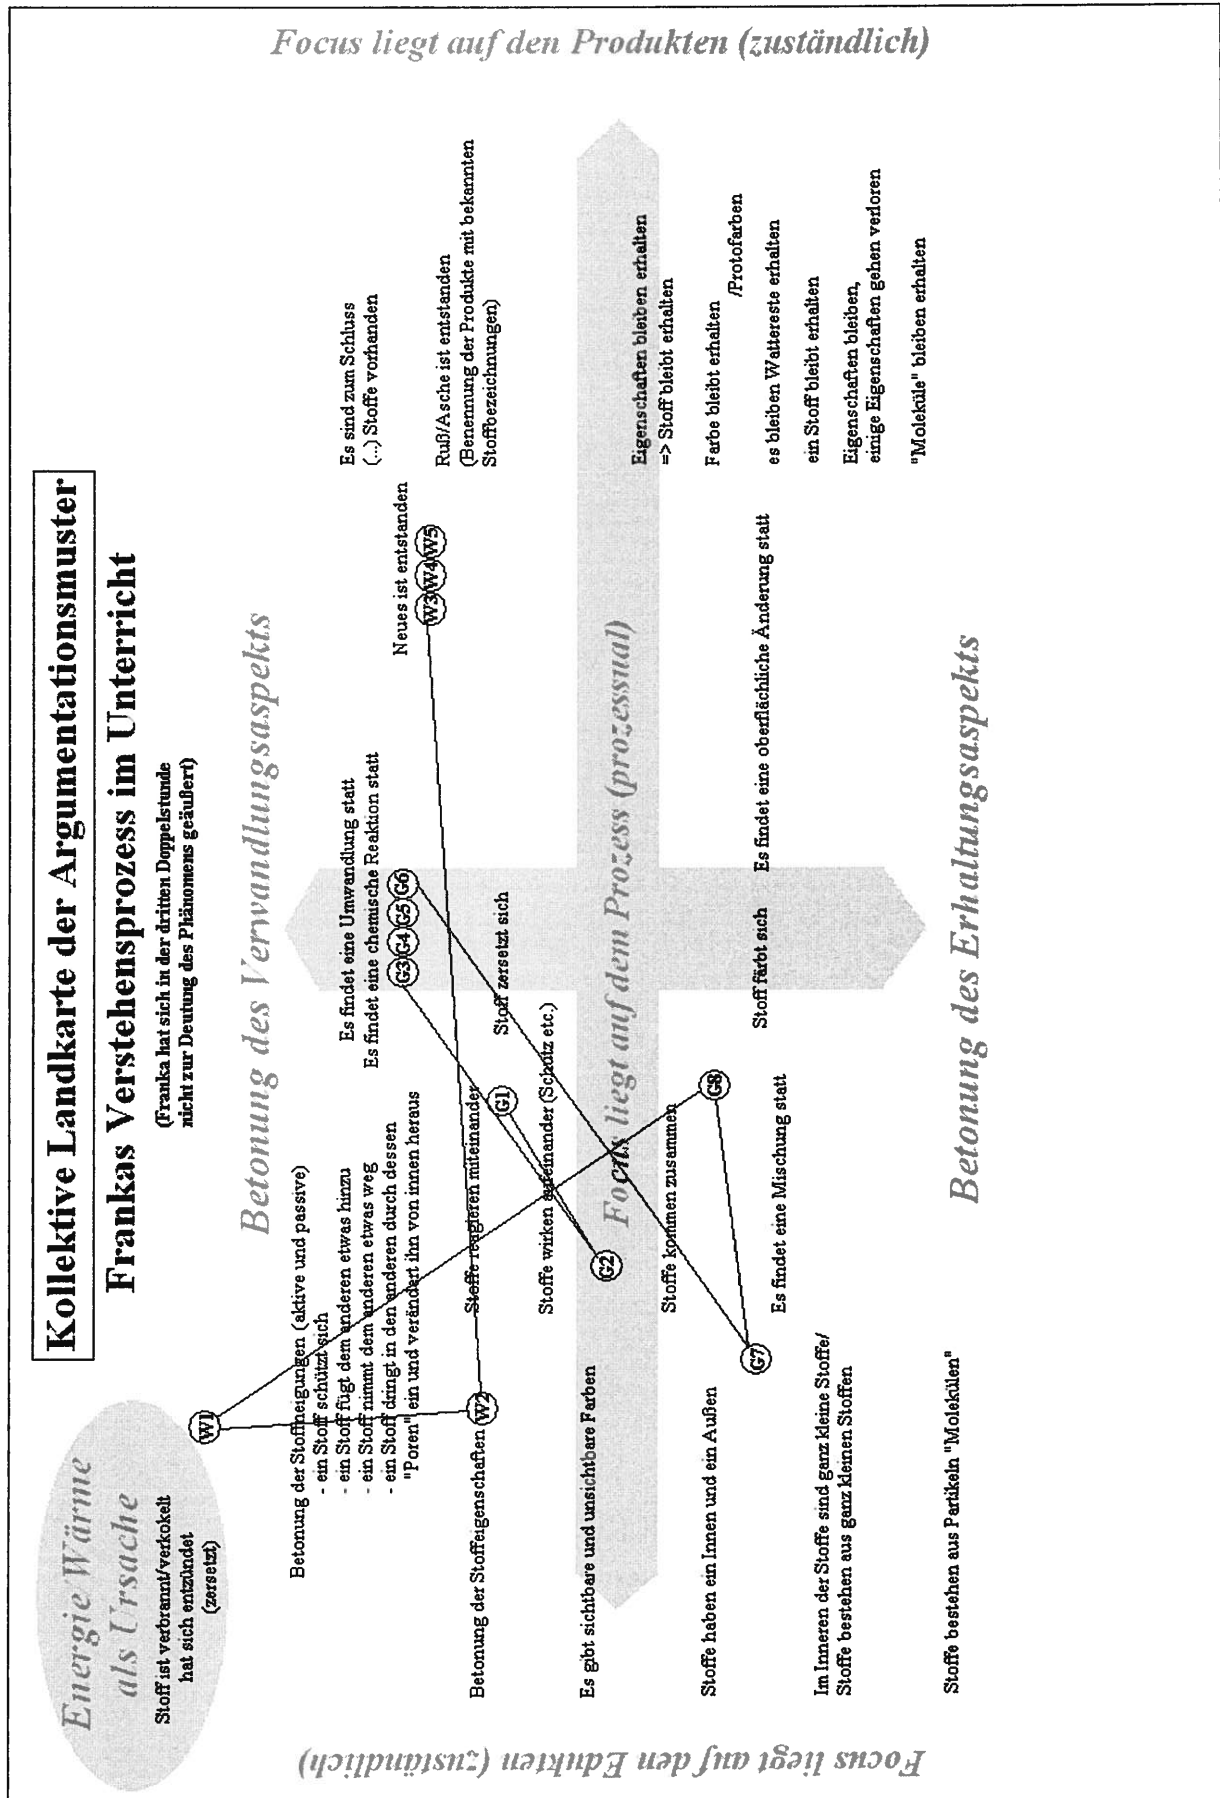 Kollektive Landkarte der Argumentationsmuster
Frankas Verstehensprozess im Unterricht
(Franka hat sich in der dritten Doppelstunde
nicht zur Deutung des Phänomens geäußert)
Energie/Wärme
als Ursache
Stoff ist verbrannt/verkokelt
hat sich entzündet
(zersetzt)
W1
Betonung des Verwandlungsaspekts
Betonung der Stoffneigungen (aktive und passive)
- ein Stoff schützt sich
- ein Stoff fügt dem anderen etwas hinzu
- ein Stoff nimmt dem anderen etwas weg
- ein Stoff dringt in den anderen durch dessen
"Poren" ein und verändert ihn von innen heraus
Es findet eine Umwandlung statt
Es findet eine chemische Reaktion statt
G3 G4 G5 G6
Neues ist entstanden
W3 W4 W5
Es sind zum Schluss
(...) Stoffe vorhanden
Ruß/Asche ist entstanden
(Benennung der Produkte mit bekannten
Stoffbezeichnungen)
Betonung der Stoffeigenschaften
W2
Stoffe reagieren miteinander
G1
Stoff zersetzt sich
Stoffe wirken aufeinander (Schutz etc.)
Focus liegt auf den Edukten (zuständlich)
Focus liegt auf dem Prozess (prozessual)
Focus liegt auf den Produkten (zuständlich)
Es gibt sichtbare und unsichtbare Farben
G2
Stoffe kommen zusammen
Eigenschaften bleiben erhalten
=> Stoff bleibt erhalten
Stoffe haben ein Innen und ein Außen
G7
G8
Farbe bleibt erhalten
/Protofarben
Es findet eine Mischung statt
Stoff färbt sich
Es findet eine oberflächliche Änderung statt
es bleiben Wattereste erhalten
ein Stoff bleibt erhalten
Im Inneren der Stoffe sind ganz kleine Stoffe/
Stoffe bestehen aus ganz kleinen Stoffen
Eigenschaften bleiben,
einige Eigenschaften gehen verloren
"Moleküle" bleiben erhalten
Stoffe bestehen aus Partikeln "Molekülen"
Betonung des Erhaltungsaspekts